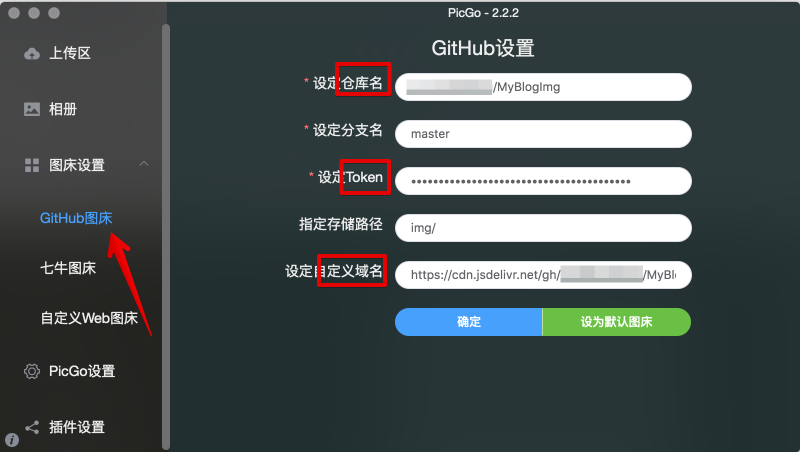 PicGo - 2.2.2
上传区
相册
图床设置
GitHub图床
七牛图床
自定义Web图床
PicGo设置
插件设置
GitHub设置
* 设定仓库名
/MyBlogImg
* 设定分支名
master
* 设定Token
••••••••••••••••••••••••••••••••••••••••
指定存储路径
img/
设定自定义域名
https://cdn.jsdelivr.net/gh/ /MyBl
确定
设为默认图床